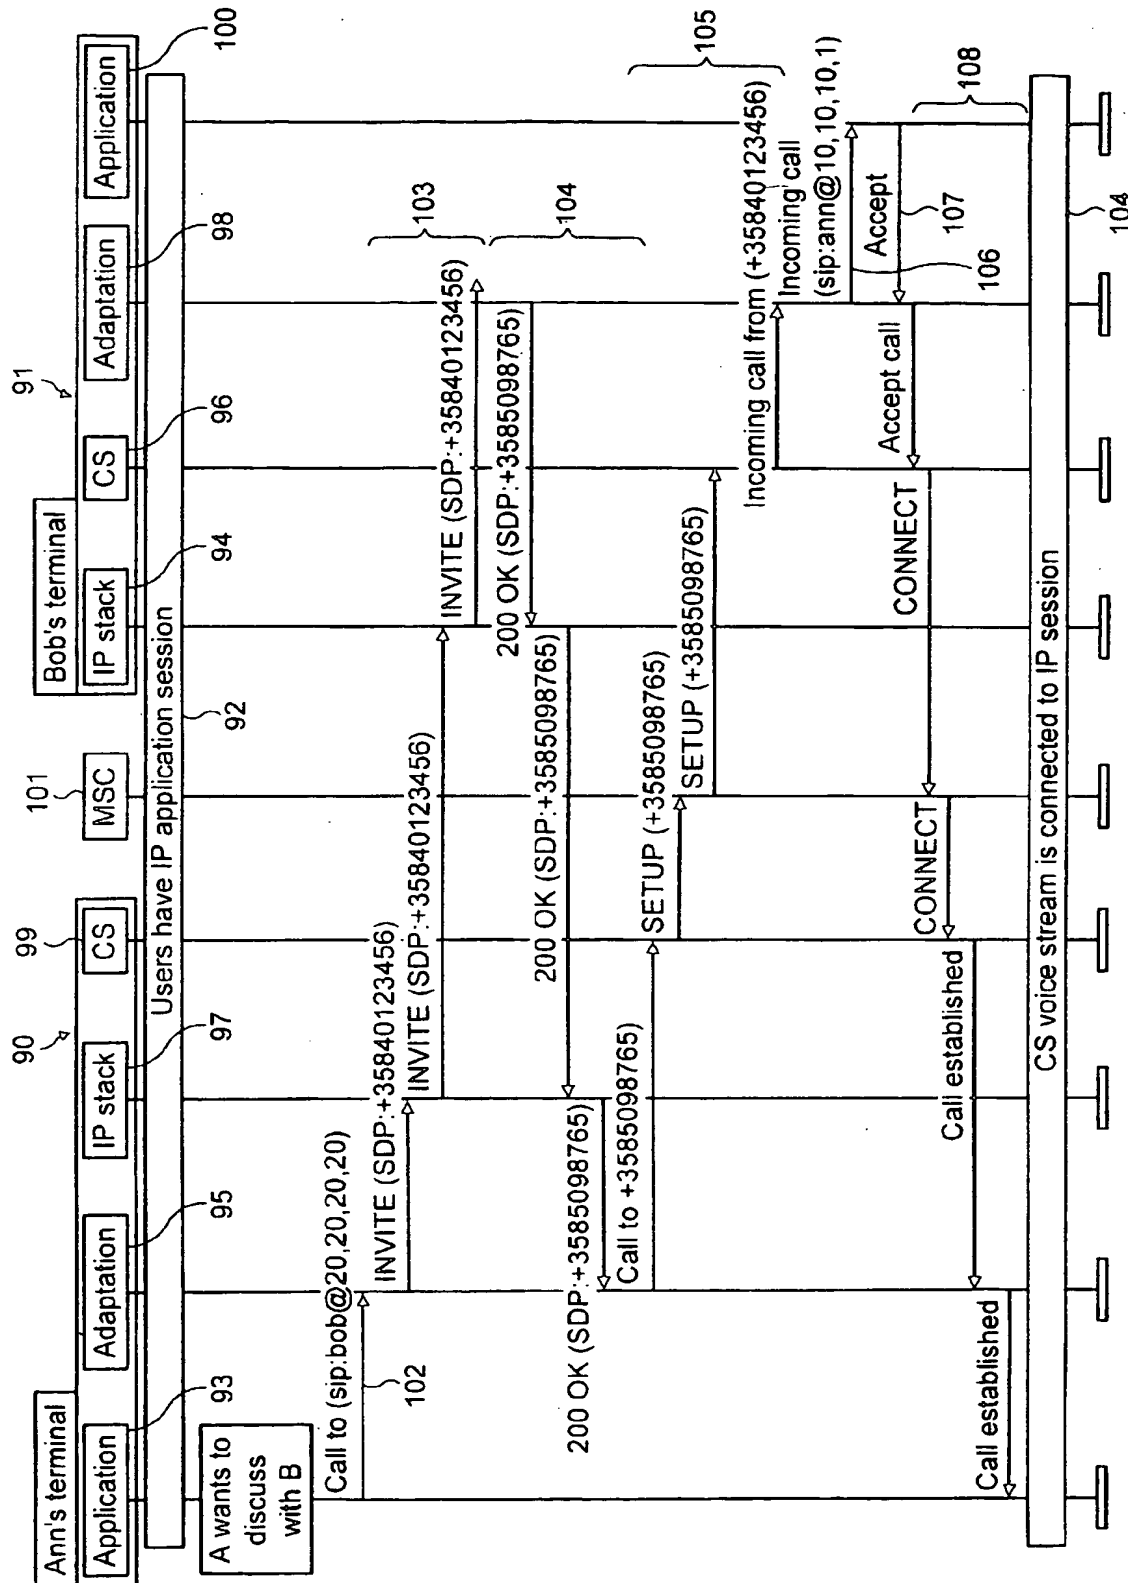 Ann's terminal
90
99
101
Bob's terminal
91
Application
Adaptation
IP stack
CS
MSC
IP stack
CS
Adaptation
Application
93
95
97
94
96
98
100
Users have IP application session
92
A wants to
discuss
with B
Call to (sip:bob@20,20,20,20)
102
INVITE (SDP:+35840123456)
INVITE (SDP:+35840123456)
INVITE (SDP:+35840123456)
103
200 OK (SDP:+3585098765)
200 OK (SDP:+3585098765)
200 OK (SDP:+3585098765)
104
Call to +3585098765)
SETUP (+3585098765)
SETUP (+3585098765)
105
Incoming call from (+35840123456)
Incoming call
(sip:ann@10,10,10,1)
106
Accept
107
Accept call
CONNECT
CONNECT
108
Call established
Call established
CS voice stream is connected to IP session
104